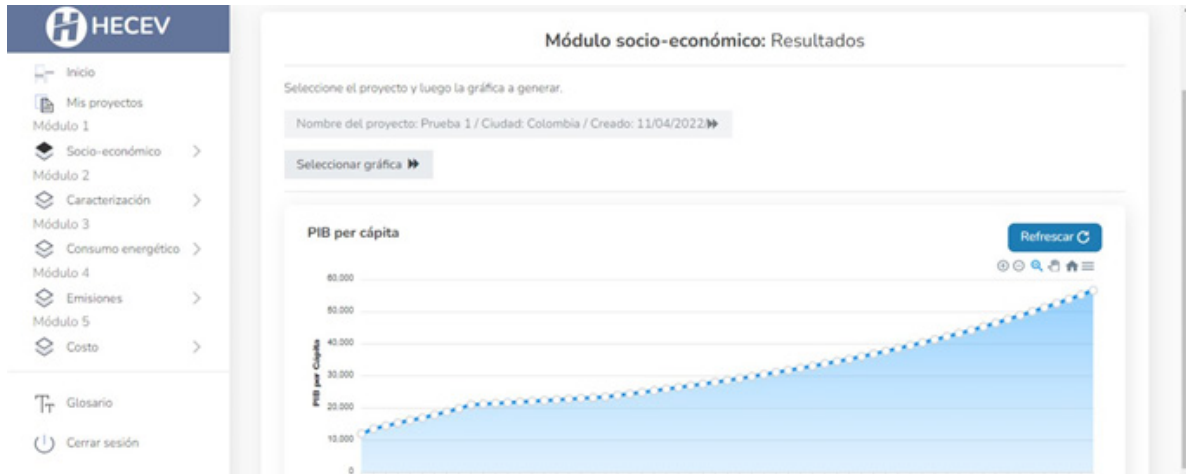 HECEV
Inicio
Mis proyectos
Módulo 1
Socio-económico
Módulo 2
Caracterización
Módulo 3
Consumo energético
Módulo 4
Emisiones
Módulo 5
Costo
Glosario
Cerrar sesión
Módulo socio-económico: Resultados
Seleccione el proyecto y luego la gráfica a generar.
Nombre del proyecto: Prueba 1 / Ciudad: Colombia / Creado: 11/04/2022/
Seleccionar gráfica
PIB per cápita
Refrescar
60.000
50.000
40.000
30.000
20.000
10.000
0
PIB per Cápita